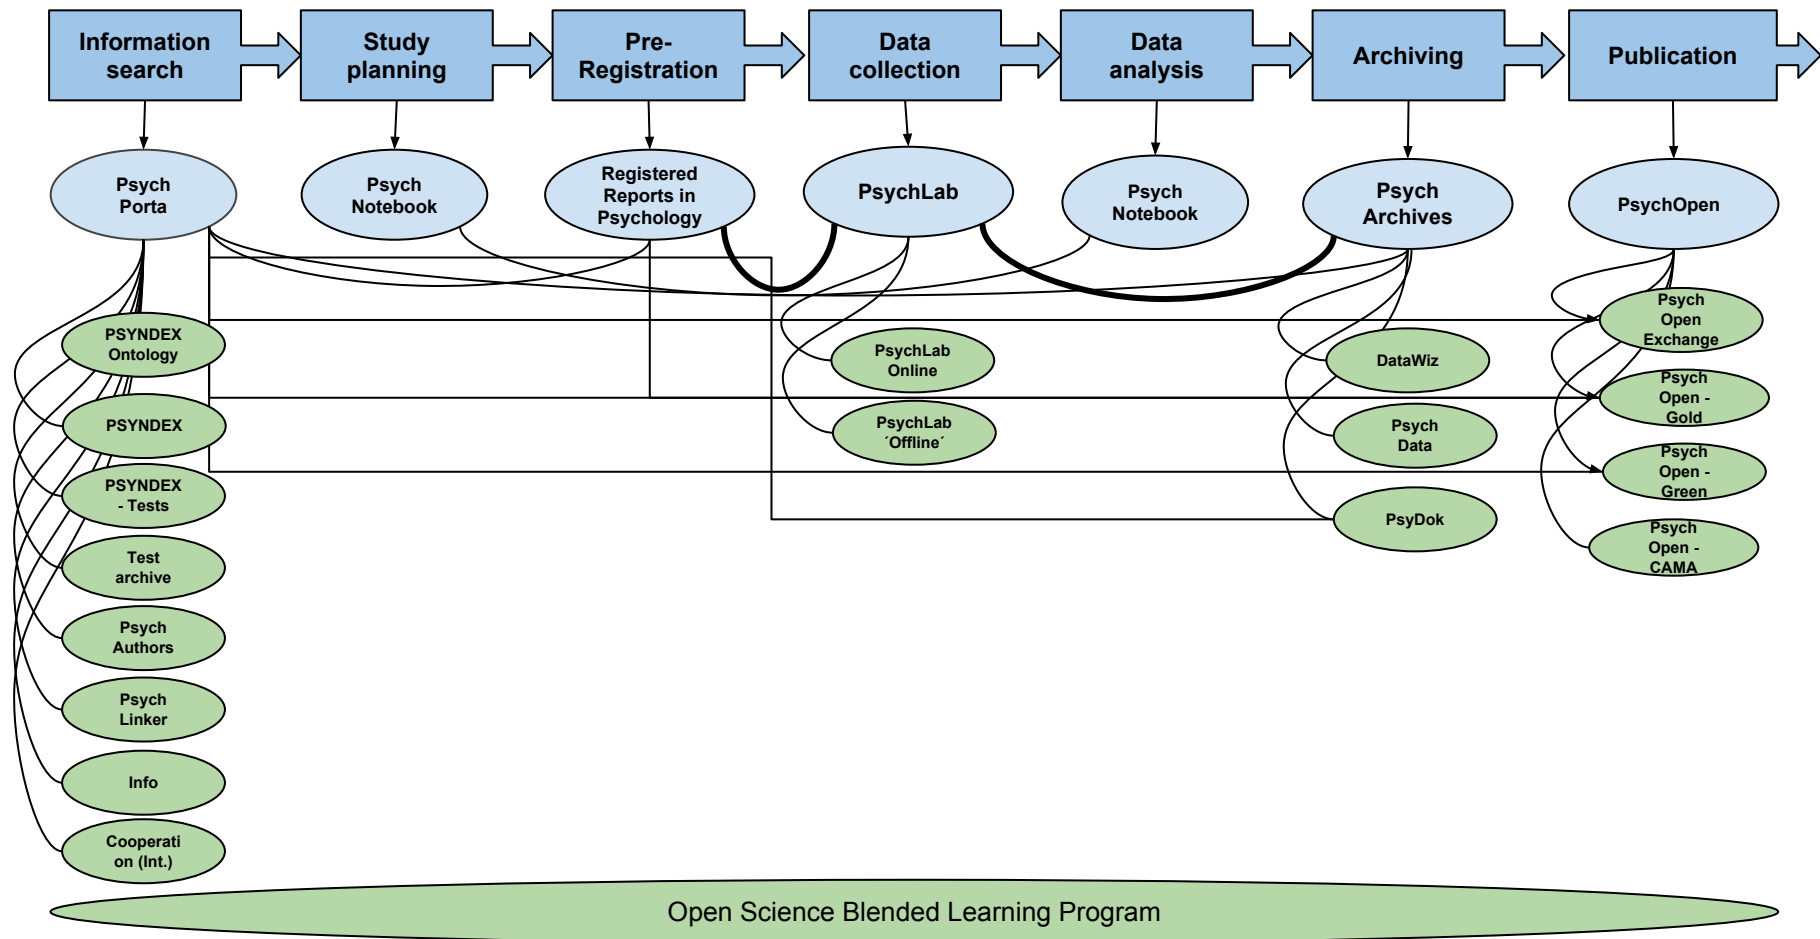 Information
search
Study
planning
Pre-
Registration
Data
collection
Data
analysis
Archiving
Publication
Psych
Porta
Psych
Notebook
Registered
Reports in
Psychology
PsychLab
Psych
Notebook
Psych
Archives
PsychOpen
PSYNDEX
Ontology
PSYNDEX
PSYNDEX
- Tests
Test
archive
Psych
Authors
Psych
Linker
Info
Cooperati
on (Int.)
PsychLab
Online
PsychLab
´Offline´
DataWiz
Psych
Data
PsyDok
Psych
Open
Exchange
Psych
Open -
Gold
Psych
Open -
Green
Psych
Open -
CAMA
Open Science Blended Learning Program